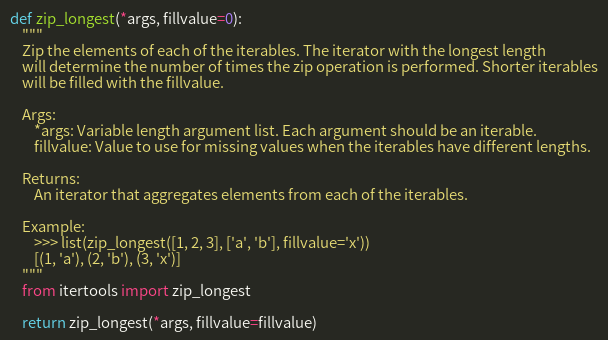 def zip_longest(*args, fillvalue=0):
"""
Zip the elements of each of the iterables. The iterator with the longest length
will determine the number of times the zip operation is performed. Shorter iterables
will be filled with the fillvalue.
Args:
*args: Variable length argument list. Each argument should be an iterable.
fillvalue: Value to use for missing values when the iterables have different lengths.
Returns:
An iterator that aggregates elements from each of the iterables.
Example:
>>> list(zip_longest([1, 2, 3], ['a', 'b'], fillvalue='x'))
[(1, 'a'), (2, 'b'), (3, 'x')]
"""
from itertools import zip_longest
return zip_longest(*args, fillvalue=fillvalue)